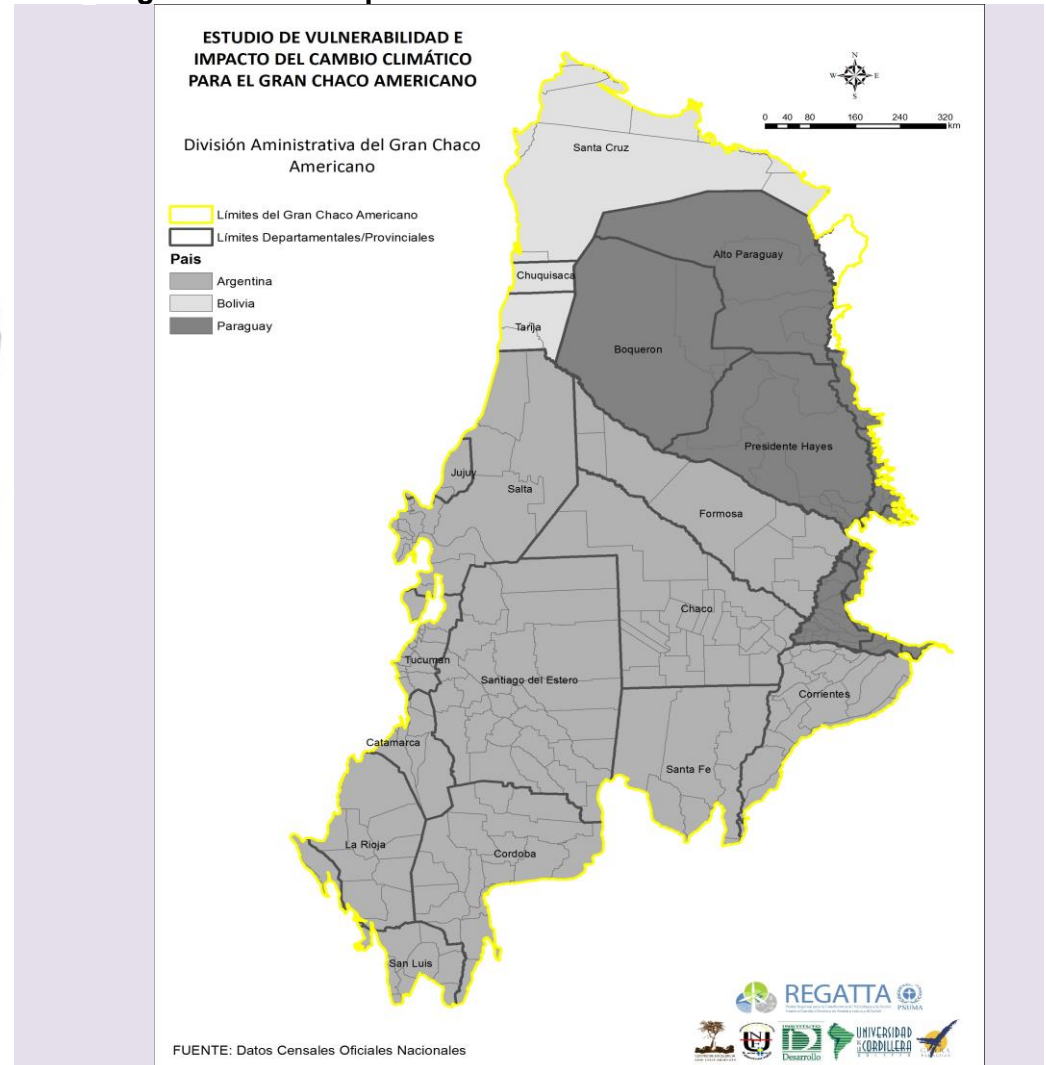 ESTUDIO DE VULNERABILIDAD E
IMPACTO DEL CAMBIO CLIMÁTICO
PARA EL GRAN CHACO AMERICANO
N
W E
S
0 40 80 160 240 320
km
División Aministrativa del Gran Chaco
Americano
Límites del Gran Chaco Americano
Límites Departamentales/Provinciales
Pais
Argentina
Bolivia
Paraguay
Santa Cruz
Alto Paraguay
Chuquisaca
Tarija
Boqueron
Presidente Hayes
Jujuy
Salta
Formosa
Chaco
Tucuman
Santiago del Estero
Corrientes
Catamarca
Santa Fe
La Rioja
Cordoba
San Luis
REGATTA
PNUMA
Desarrollo
UNIVERSIDAD
CORDILLERA
FUENTE: Datos Censales Oficiales Nacionales